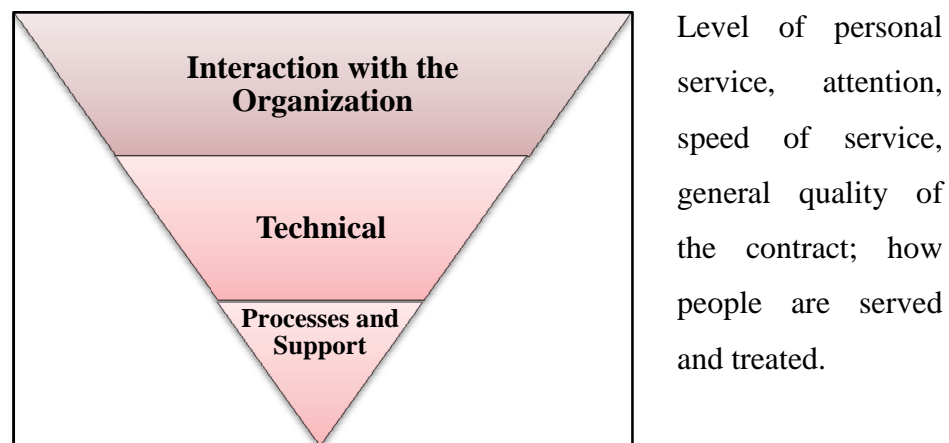 Interaction with the
Organization
Technical
Processes and
Support
Level of personal
service, attention,
speed of service,
general quality of
the contract; how
people are served
and treated.